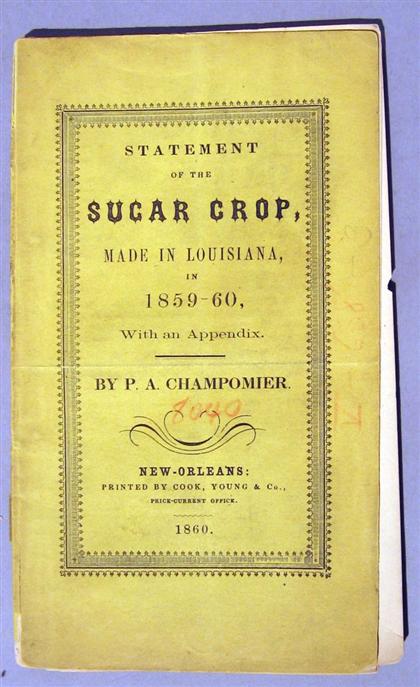 STATEMENT
OF THE
SUGAR CROP,
MADE IN LOUISIANA,
IN
1859-60,
With an Appendix.
BY P. A. CHAMPOMIER.
8040
NEW-ORLEANS:
PRINTED BY COOK, YOUNG & Co.,
PRICE-CURRENT OFFICE.
1860.